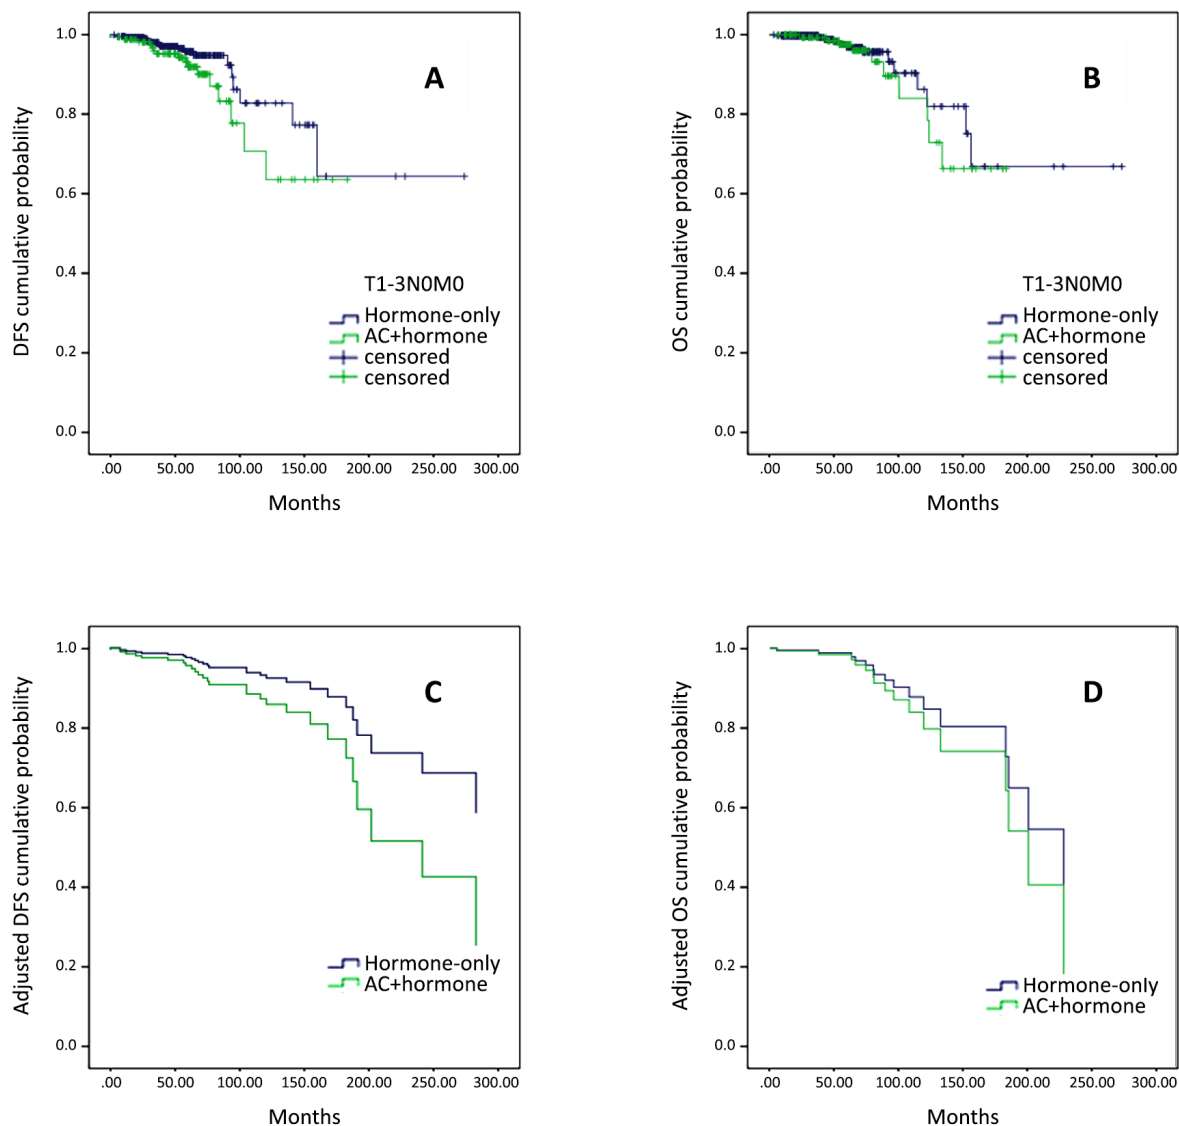 A
DFS cumulative probability
1.0
0.8
0.6
0.4
0.2
0.0
T1-3N0M0
Hormone-only
AC+hormone
censored
censored
.00 50.00 100.00 150.00 200.00 250.00 300.00
Months
B
OS cumulative probability
1.0
0.8
0.6
0.4
0.2
0.0
T1-3N0M0
Hormone-only
AC+hormone
censored
censored
.00 50.00 100.00 150.00 200.00 250.00 300.00
Months
C
Adjusted DFS cumulative probability
1.0
0.8
0.6
0.4
0.2
0.0
Hormone-only
AC+hormone
.00 50.00 100.00 150.00 200.00 250.00 300.00
Months
D
Adjusted OS cumulative probability
1.0
0.8
0.6
0.4
0.2
0.0
Hormone-only
AC+hormone
.00 50.00 100.00 150.00 200.00 250.00 300.00
Months